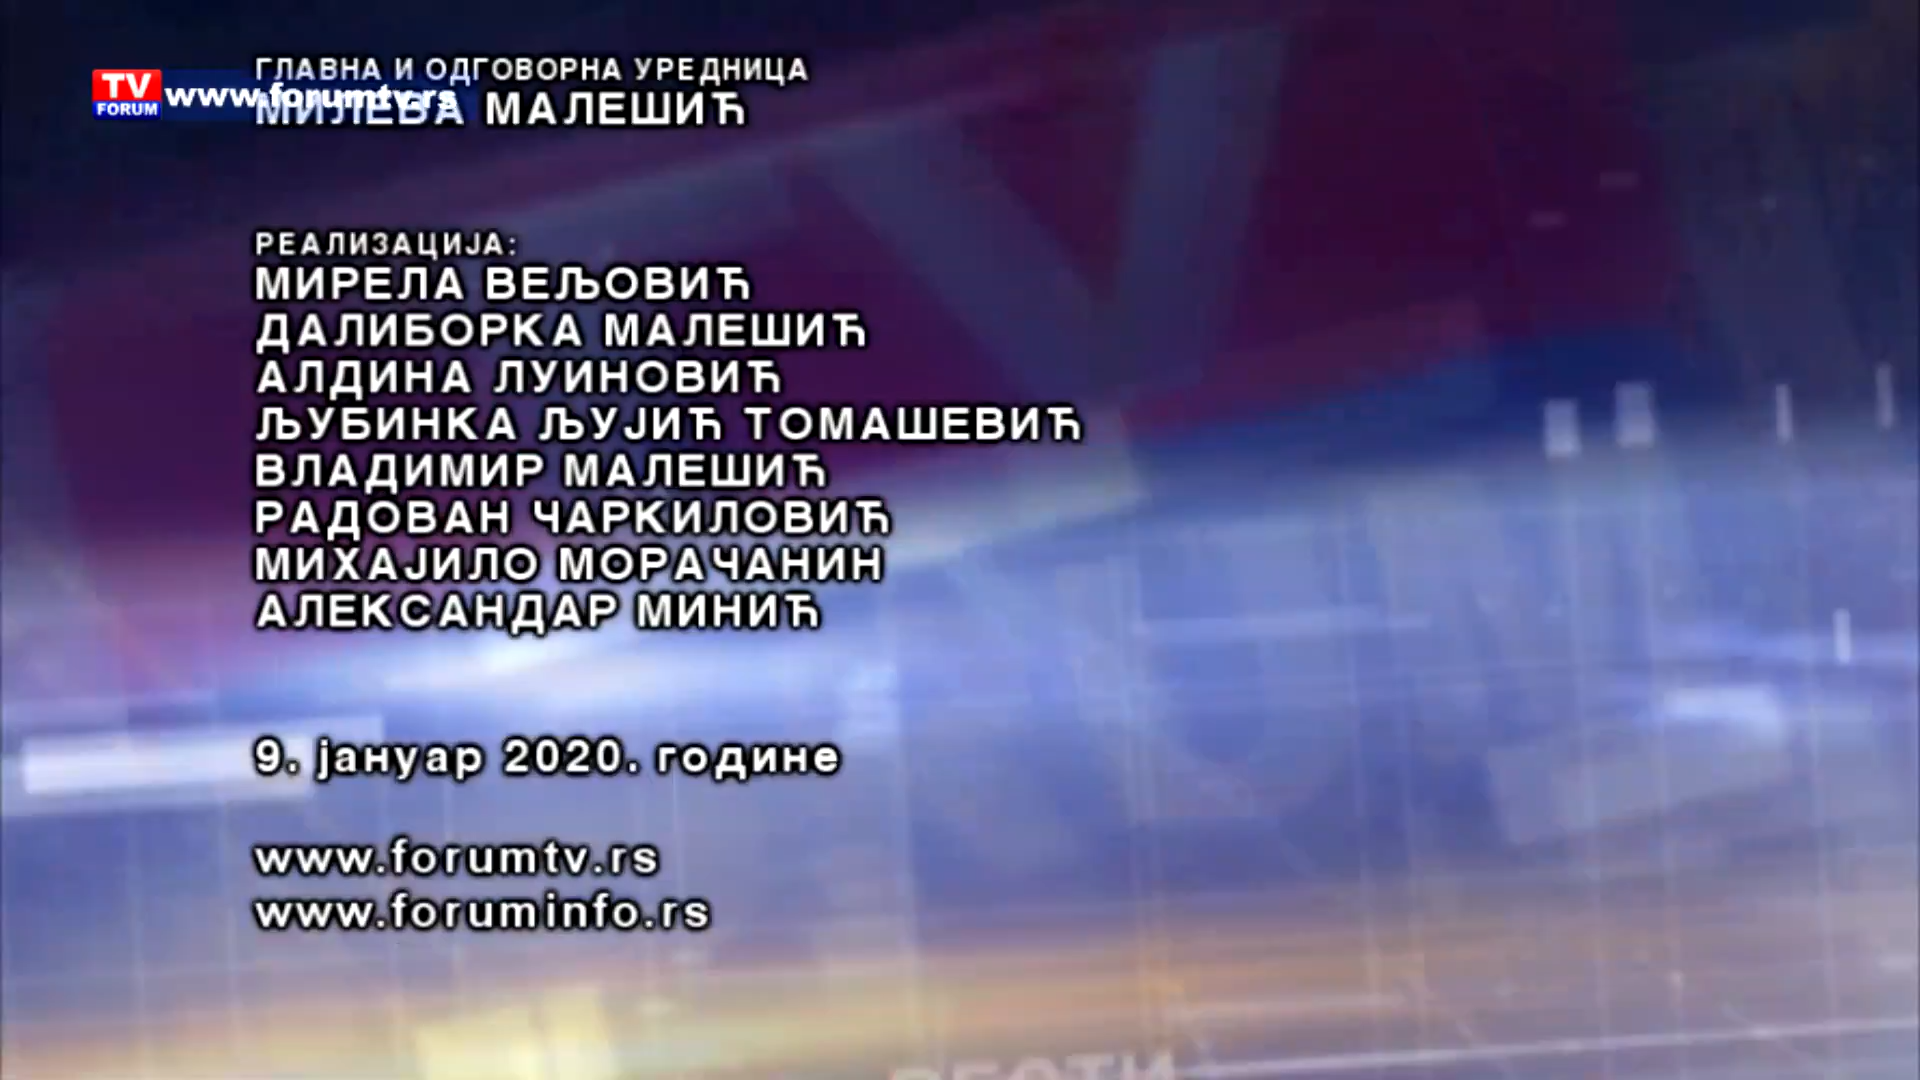 ГЛАВНА И ОДГОВОРНА УРЕДНИЦА
TV
FORUM
www.forumtv.rs
МИЛЕВА МАЛЕШИЋ
РЕАЛИЗАЦИЈА:
МИРЕЛА ВЕЉОВИЋ
ДАЛИБОРКА МАЛЕШИЋ
АЛДИНА ЛУИНОВИЋ
ЉУБИНКА ЉУЈИЋ ТОМАШЕВИЋ
ВЛАДИМИР МАЛЕШИЋ
РАДОВАН ЧАРКИЛОВИЋ
МИХАЈИЛО МОРАЧАНИН
АЛЕКСАНДАР МИНИЋ
9. јануар 2020. године
www.forumtv.rs
www.foruminfo.rs